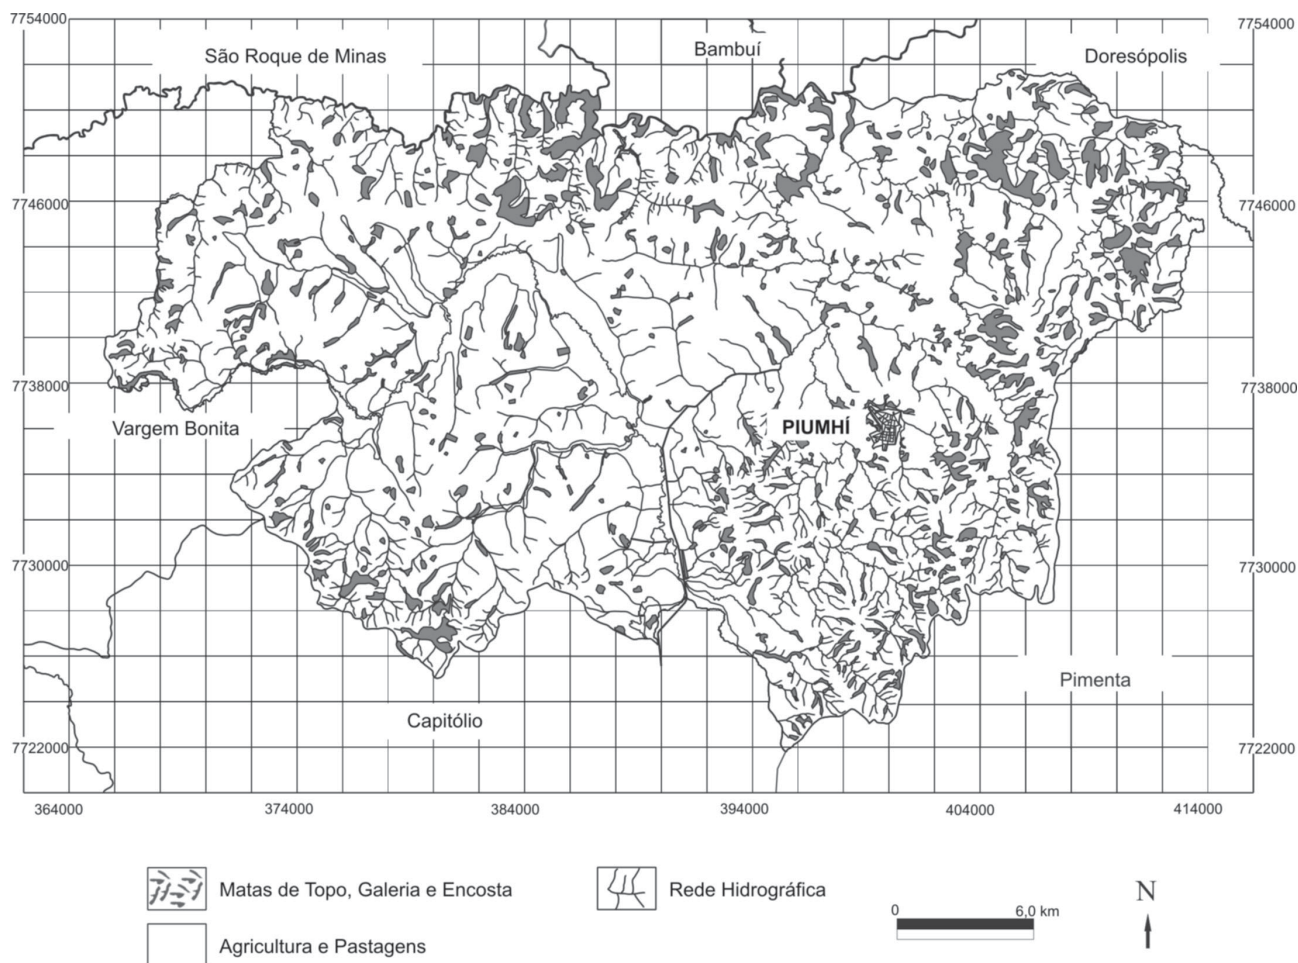 7754000
7754000
São Roque de Minas
Bambuí
Doresópolis
7746000
7746000
7738000
7738000
Vargem Bonita
PIUMHÍ
7730000
7730000
Pimenta
Capitólio
7722000
7722000
364000
374000
384000
394000
404000
414000
Matas de Topo, Galeria e Encosta
Rede Hidrográfica
0
6,0 km
N
Agricultura e Pastagens